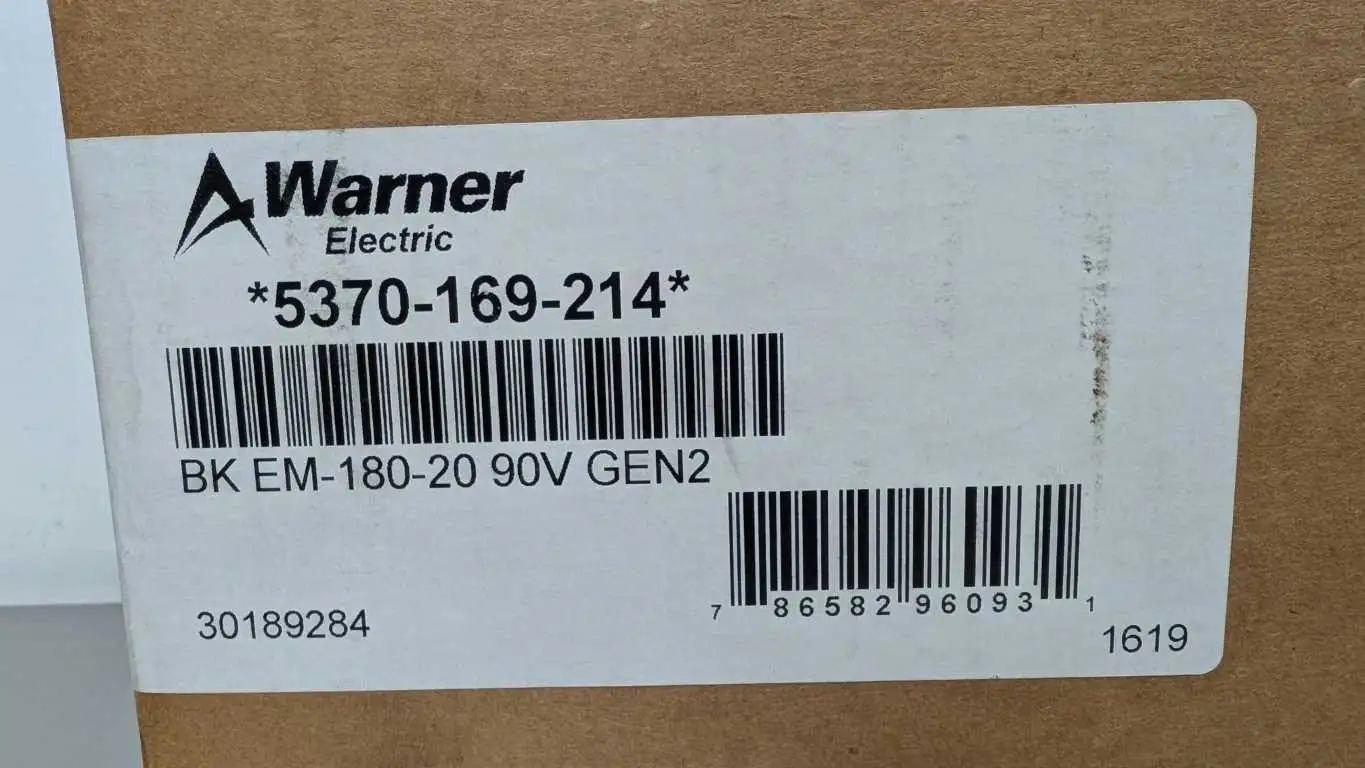 Warner
Electric
*5370-169-214*
BK EM-180-20 90V GEN2
7 86582 96093 1
30189284
1619